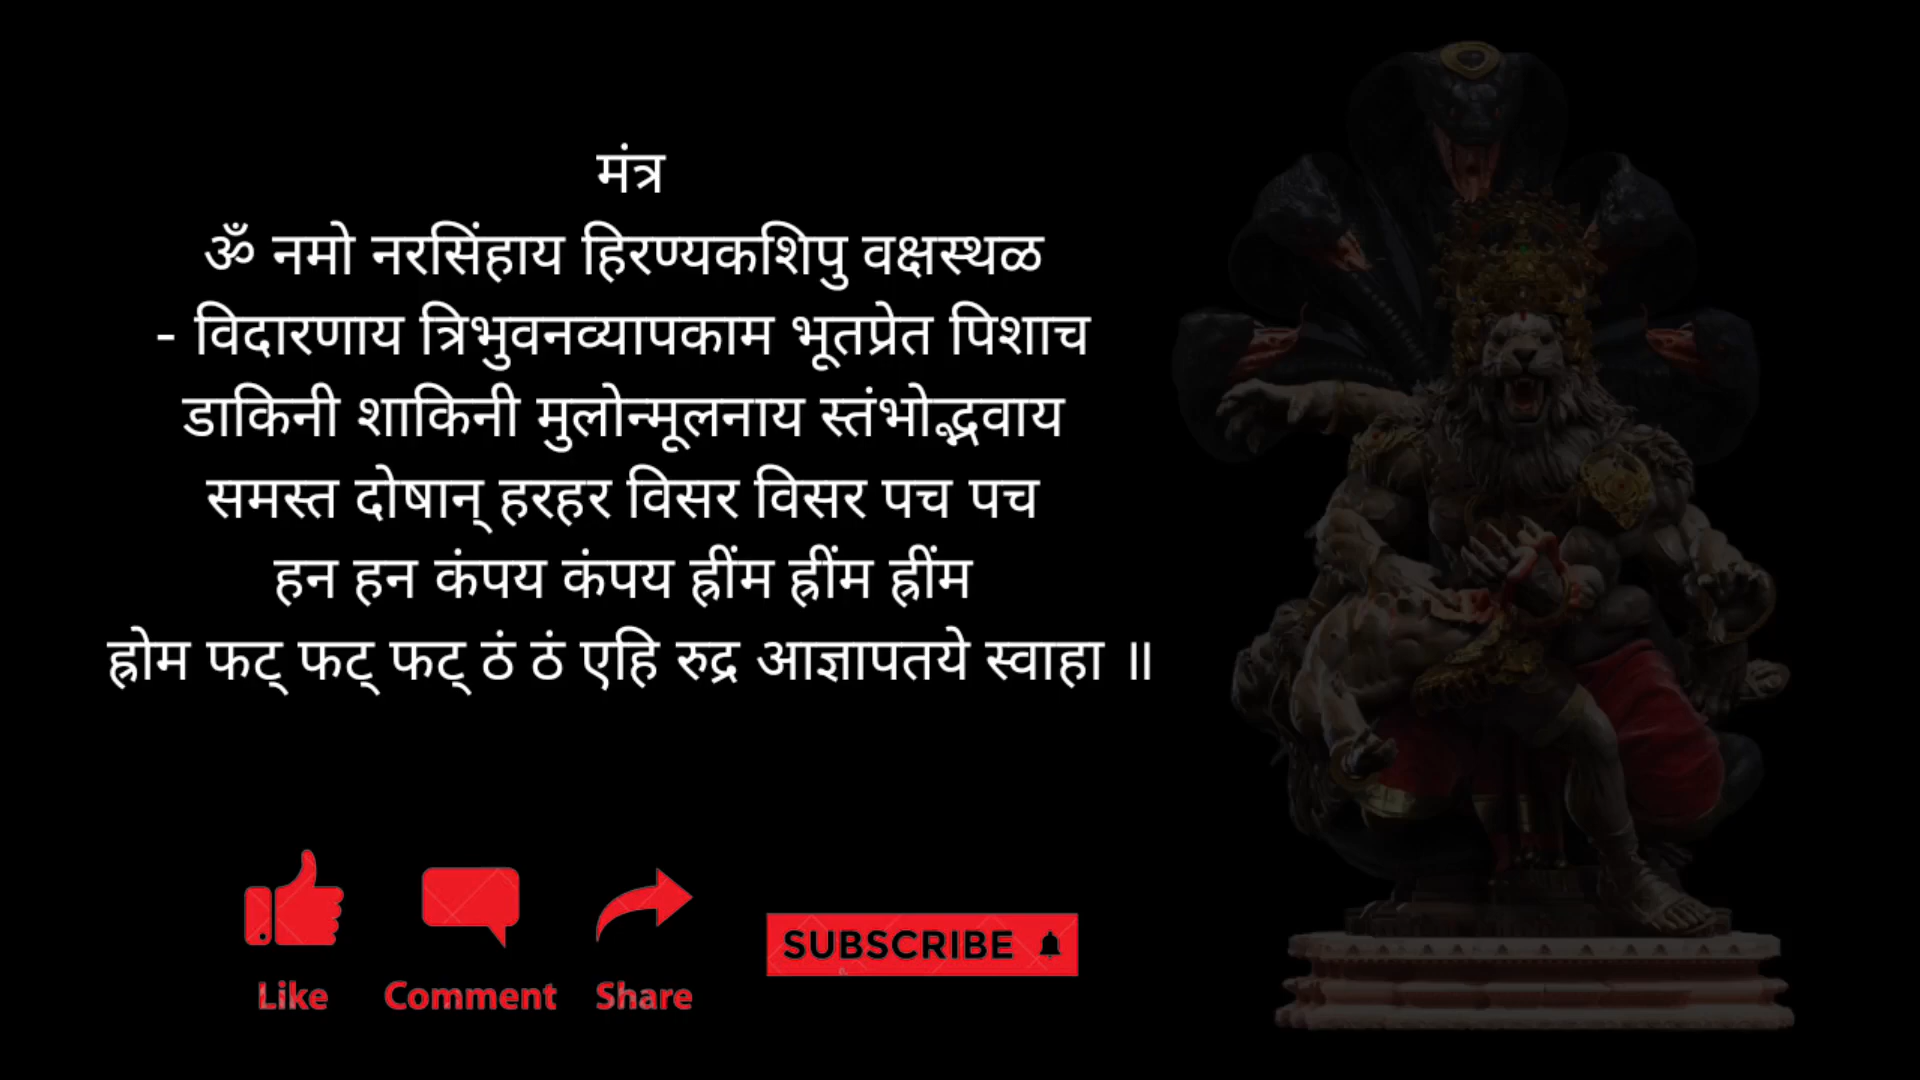 मंत्र
ॐ नमो नरसिंहाय हिरण्यकशिपु वक्षस्थळ
- विदारणाय त्रिभुवनव्यापकाम भूतप्रेत पिशाच
डाकिनी शाकिनी मुलोन्मूलनाय स्तंभोद्भवाय
समस्त दोषान् हरहर विसर विसर पच पच
हन हन कंपय कंपय ह्रींम ह्रींम ह्रींम
ह्रोम फट् फट् फट् ठं ठं एहि रुद्र आज्ञापतये स्वाहा ॥
Like Comment Share
SUBSCRIBE